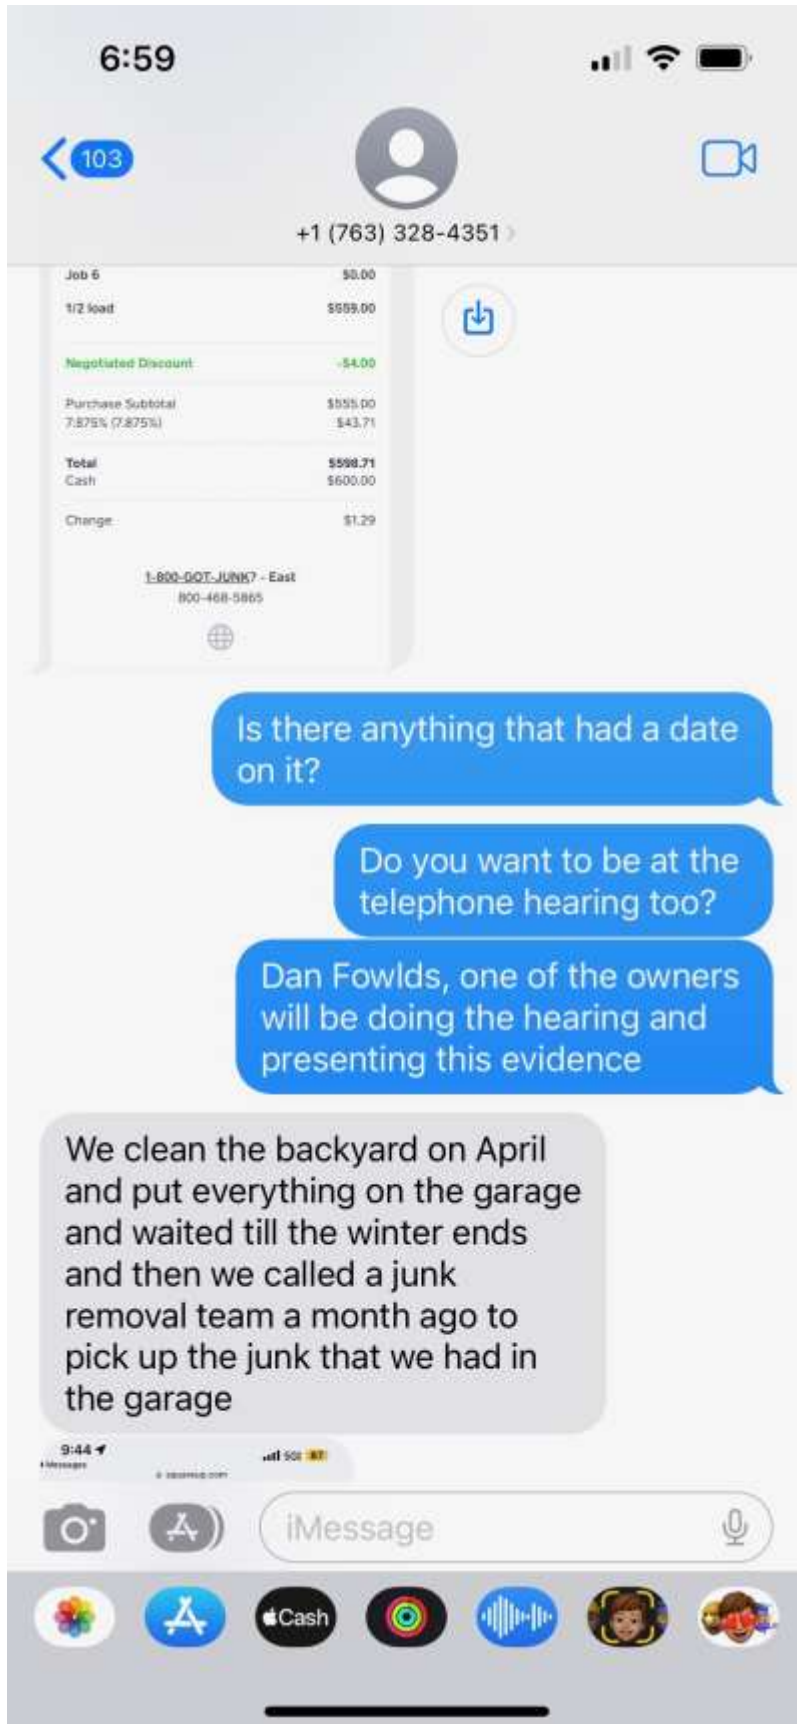 6:59
103
+1 (763) 328-4351
Job 6 $0.00
1/2 load $559.00
Negotiated Discount -$4.00
Purchase Subtotal $555.00
7.875% (7.875%) $43.71
Total $598.71
Cash $600.00
Change $1.29
1-800-GOT-JUNK? - East
800-468-5865
Is there anything that had a date
on it?
Do you want to be at the
telephone hearing too?
Dan Fowlds, one of the owners
will be doing the hearing and
presenting this evidence
We clean the backyard on April
and put everything on the garage
and waited till the winter ends
and then we called a junk
removal team a month ago to
pick up the junk that we had in
the garage
9:44
Messages
87
iMessage
Cash